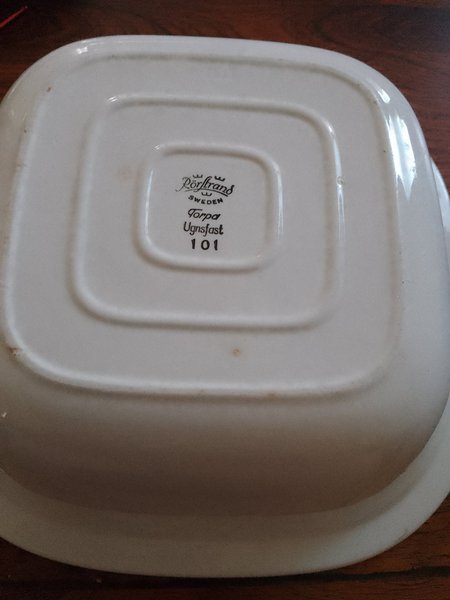 Rörstrand
SWEDEN
Torpa
Ugnsfast
101